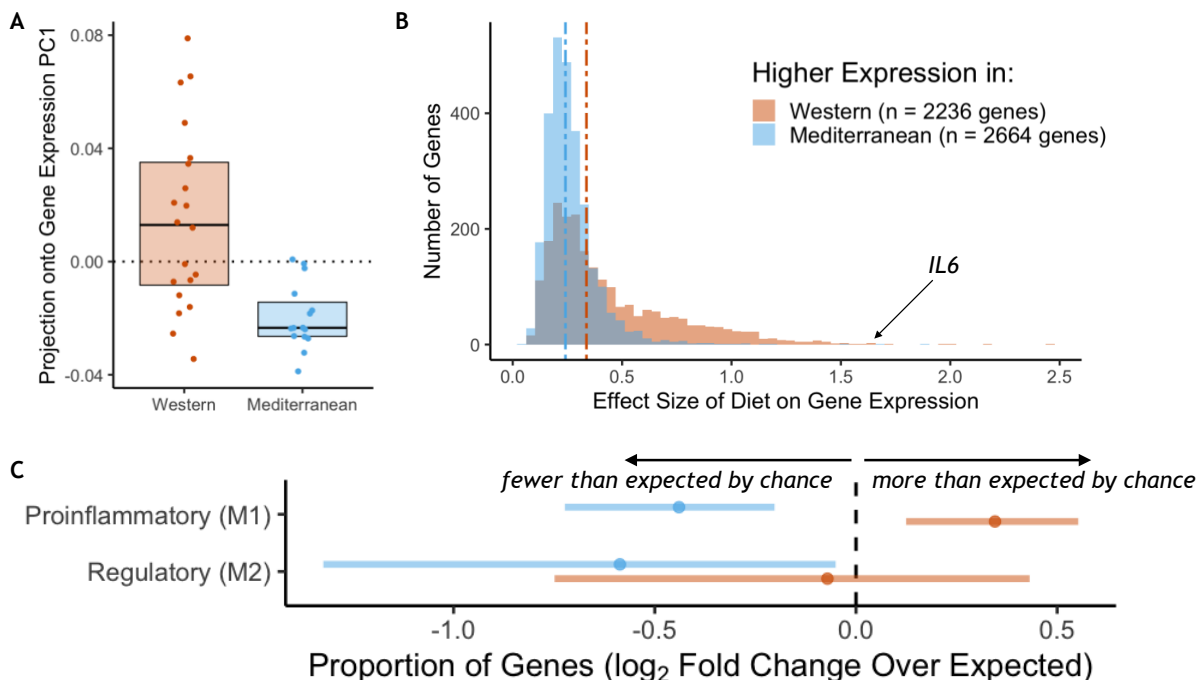 A
Projection onto Gene Expression PC1
0.08
0.04
0.00
-0.04
Western
Mediterranean
B
Number of Genes
400
200
0
Higher Expression in:
Western (n = 2236 genes)
Mediterranean (n = 2664 genes)
IL6
0.0
0.5
1.0
1.5
2.0
2.5
Effect Size of Diet on Gene Expression
C
fewer than expected by chance
more than expected by chance
Proinflammatory (M1)
Regulatory (M2)
-1.0
-0.5
0.0
0.5
Proportion of Genes (log₂ Fold Change Over Expected)